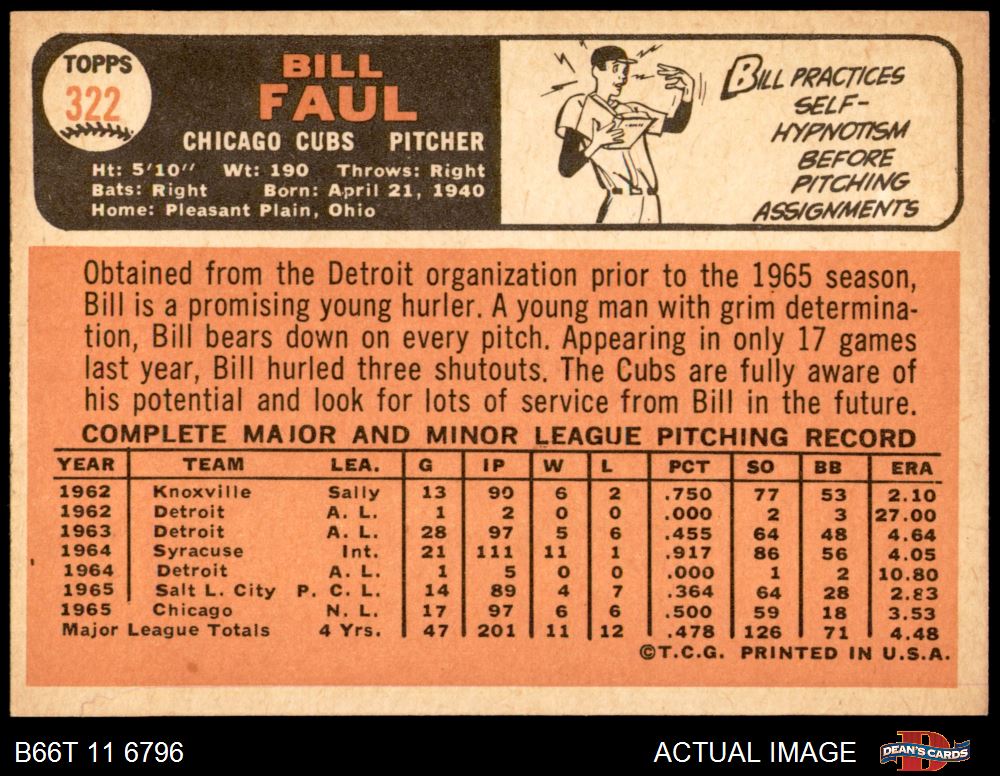 TOPPS
322
BILL
FAUL
CHICAGO CUBS PITCHER
Ht: 5'10" Wt: 190 Throws: Right
Bats: Right Born: April 21, 1940
Home: Pleasant Plain, Ohio
BILL PRACTICES
SELF-
HYPNOTISM
BEFORE
PITCHING
ASSIGNMENTS
Obtained from the Detroit organization prior to the 1965 season,
Bill is a promising young hurler. A young man with grim determina-
tion, Bill bears down on every pitch. Appearing in only 17 games
last year, Bill hurled three shutouts. The Cubs are fully aware of
his potential and look for lots of service from Bill in the future.
COMPLETE MAJOR AND MINOR LEAGUE PITCHING RECORD
YEAR TEAM LEA. G IP W L PCT SO BB ERA
1962 Knoxville Sally 13 90 6 2 .750 77 53 2.10
1962 Detroit A. L. 1 2 0 0 .000 2 3 27.00
1963 Detroit A. L. 28 97 5 6 .455 64 48 4.64
1964 Syracuse Int. 21 111 11 1 .917 86 56 4.05
1964 Detroit A. L. 1 5 0 0 .000 1 2 10.80
1965 Salt L. City P. C. L. 14 89 4 7 .364 64 28 2.83
1965 Chicago N. L. 17 97 6 6 .500 59 18 3.53
Major League Totals 4 Yrs. 47 201 11 12 .478 126 71 4.48
©T.C.G. PRINTED IN U.S.A.
B66T 11 6796
ACTUAL IMAGE
DEAN'S CARDS